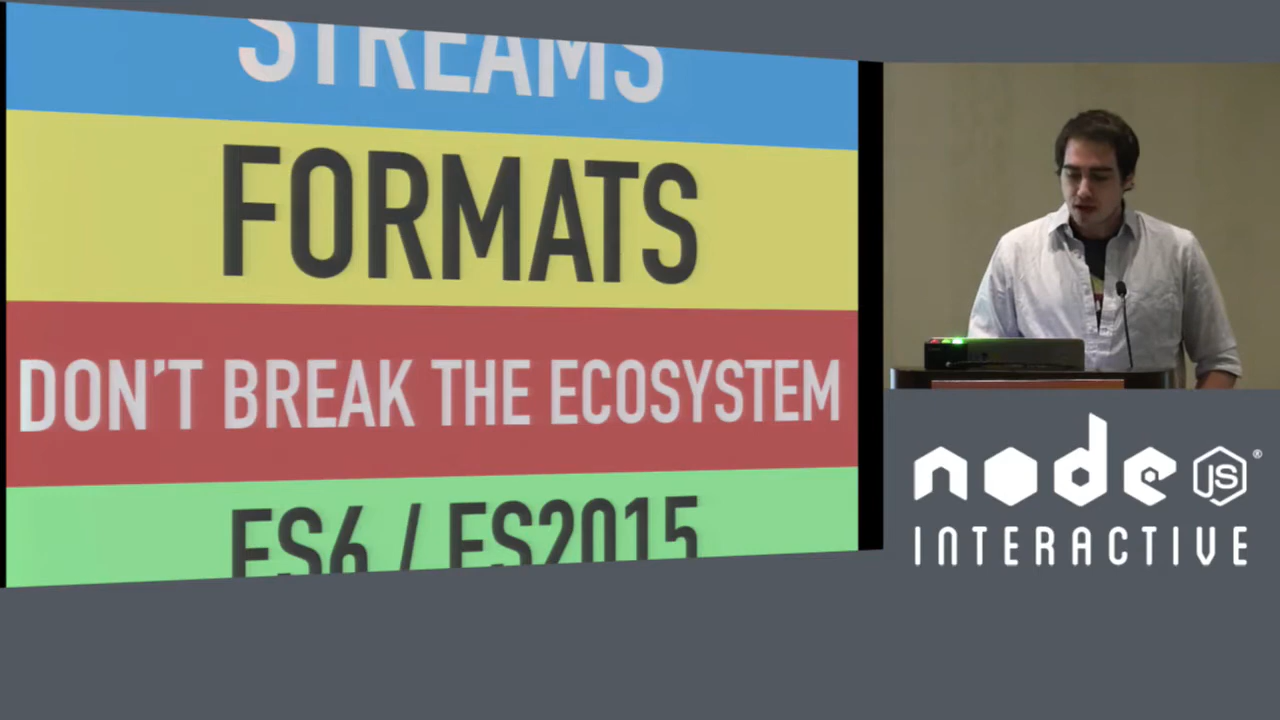 STREAMS
FORMATS
DON'T BREAK THE ECOSYSTEM
ES6 / ES2015
node JS®
INTERACTIVE